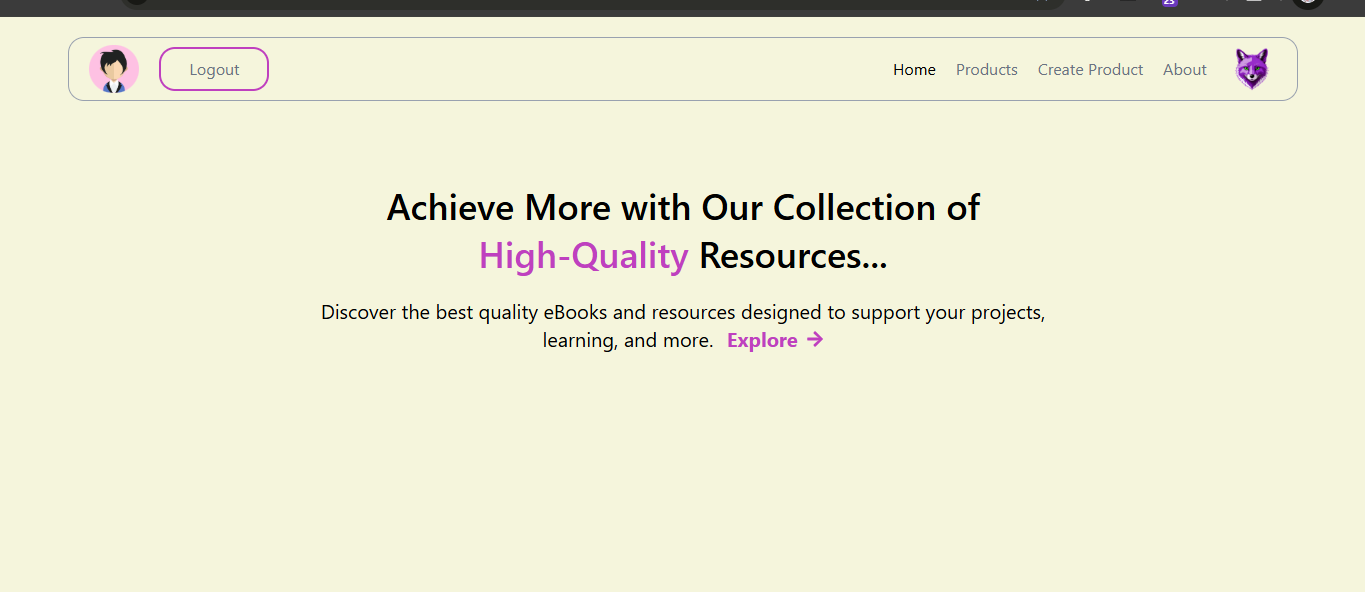 Logout Home Products Create Product About
Achieve More with Our Collection of
High-Quality Resources...
Discover the best quality eBooks and resources designed to support your projects,
learning, and more. Explore →